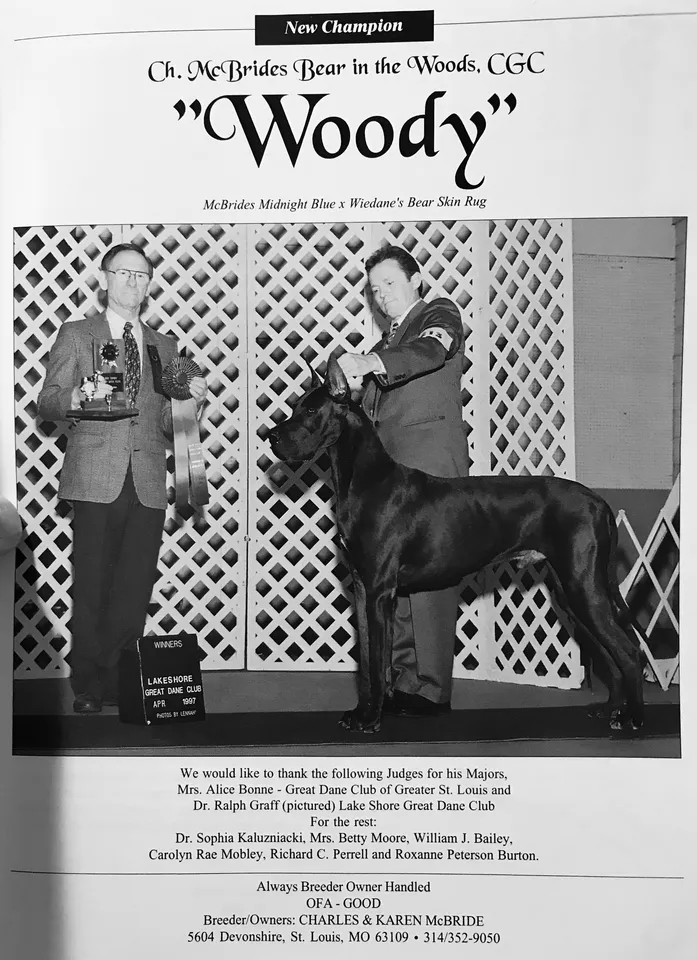 New Champion
Ch. McBrides Bear in the Woods, CGC
"Woody"
McBrides Midnight Blue x Wiedane's Bear Skin Rug
WINNERS
LAKESHORE
GREAT DANE CLUB
APR 1997
PHOTOS BY LENNAH
We would like to thank the following Judges for his Majors,
Mrs. Alice Bonne - Great Dane Club of Greater St. Louis and
Dr. Ralph Graff (pictured) Lake Shore Great Dane Club
For the rest:
Dr. Sophia Kaluzniacki, Mrs. Betty Moore, William J. Bailey,
Carolyn Rae Mobley, Richard C. Perrell and Roxanne Peterson Burton.
Always Breeder Owner Handled
OFA - GOOD
Breeder/Owners: CHARLES & KAREN McBRIDE
5604 Devonshire, St. Louis, MO 63109 • 314/352-9050